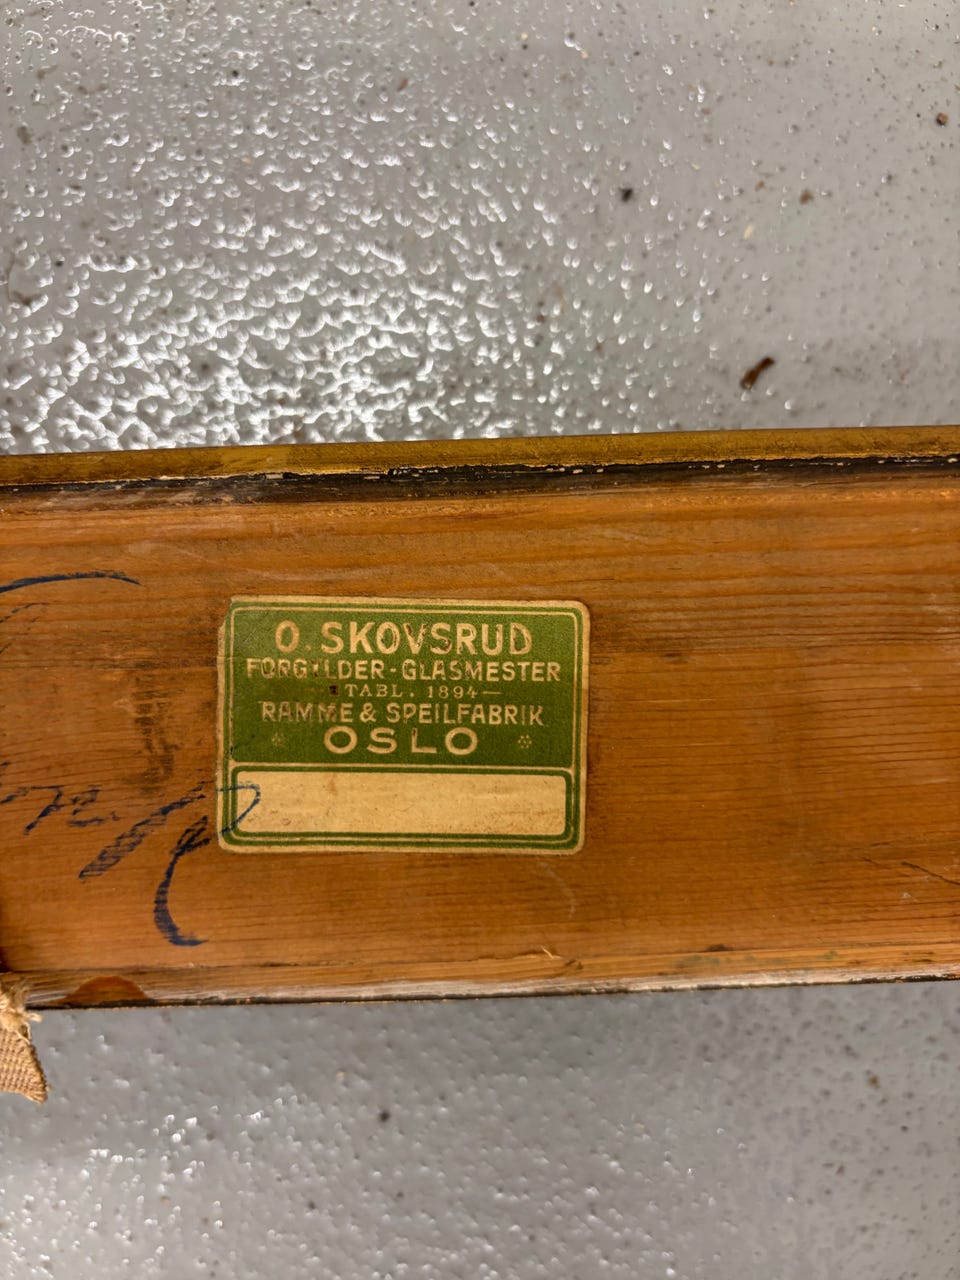 O. SKOVSRUD
FORGYLDER-GLASMESTER
ETABL. 1894—
RAMME & SPEILFABRIK
OSLO